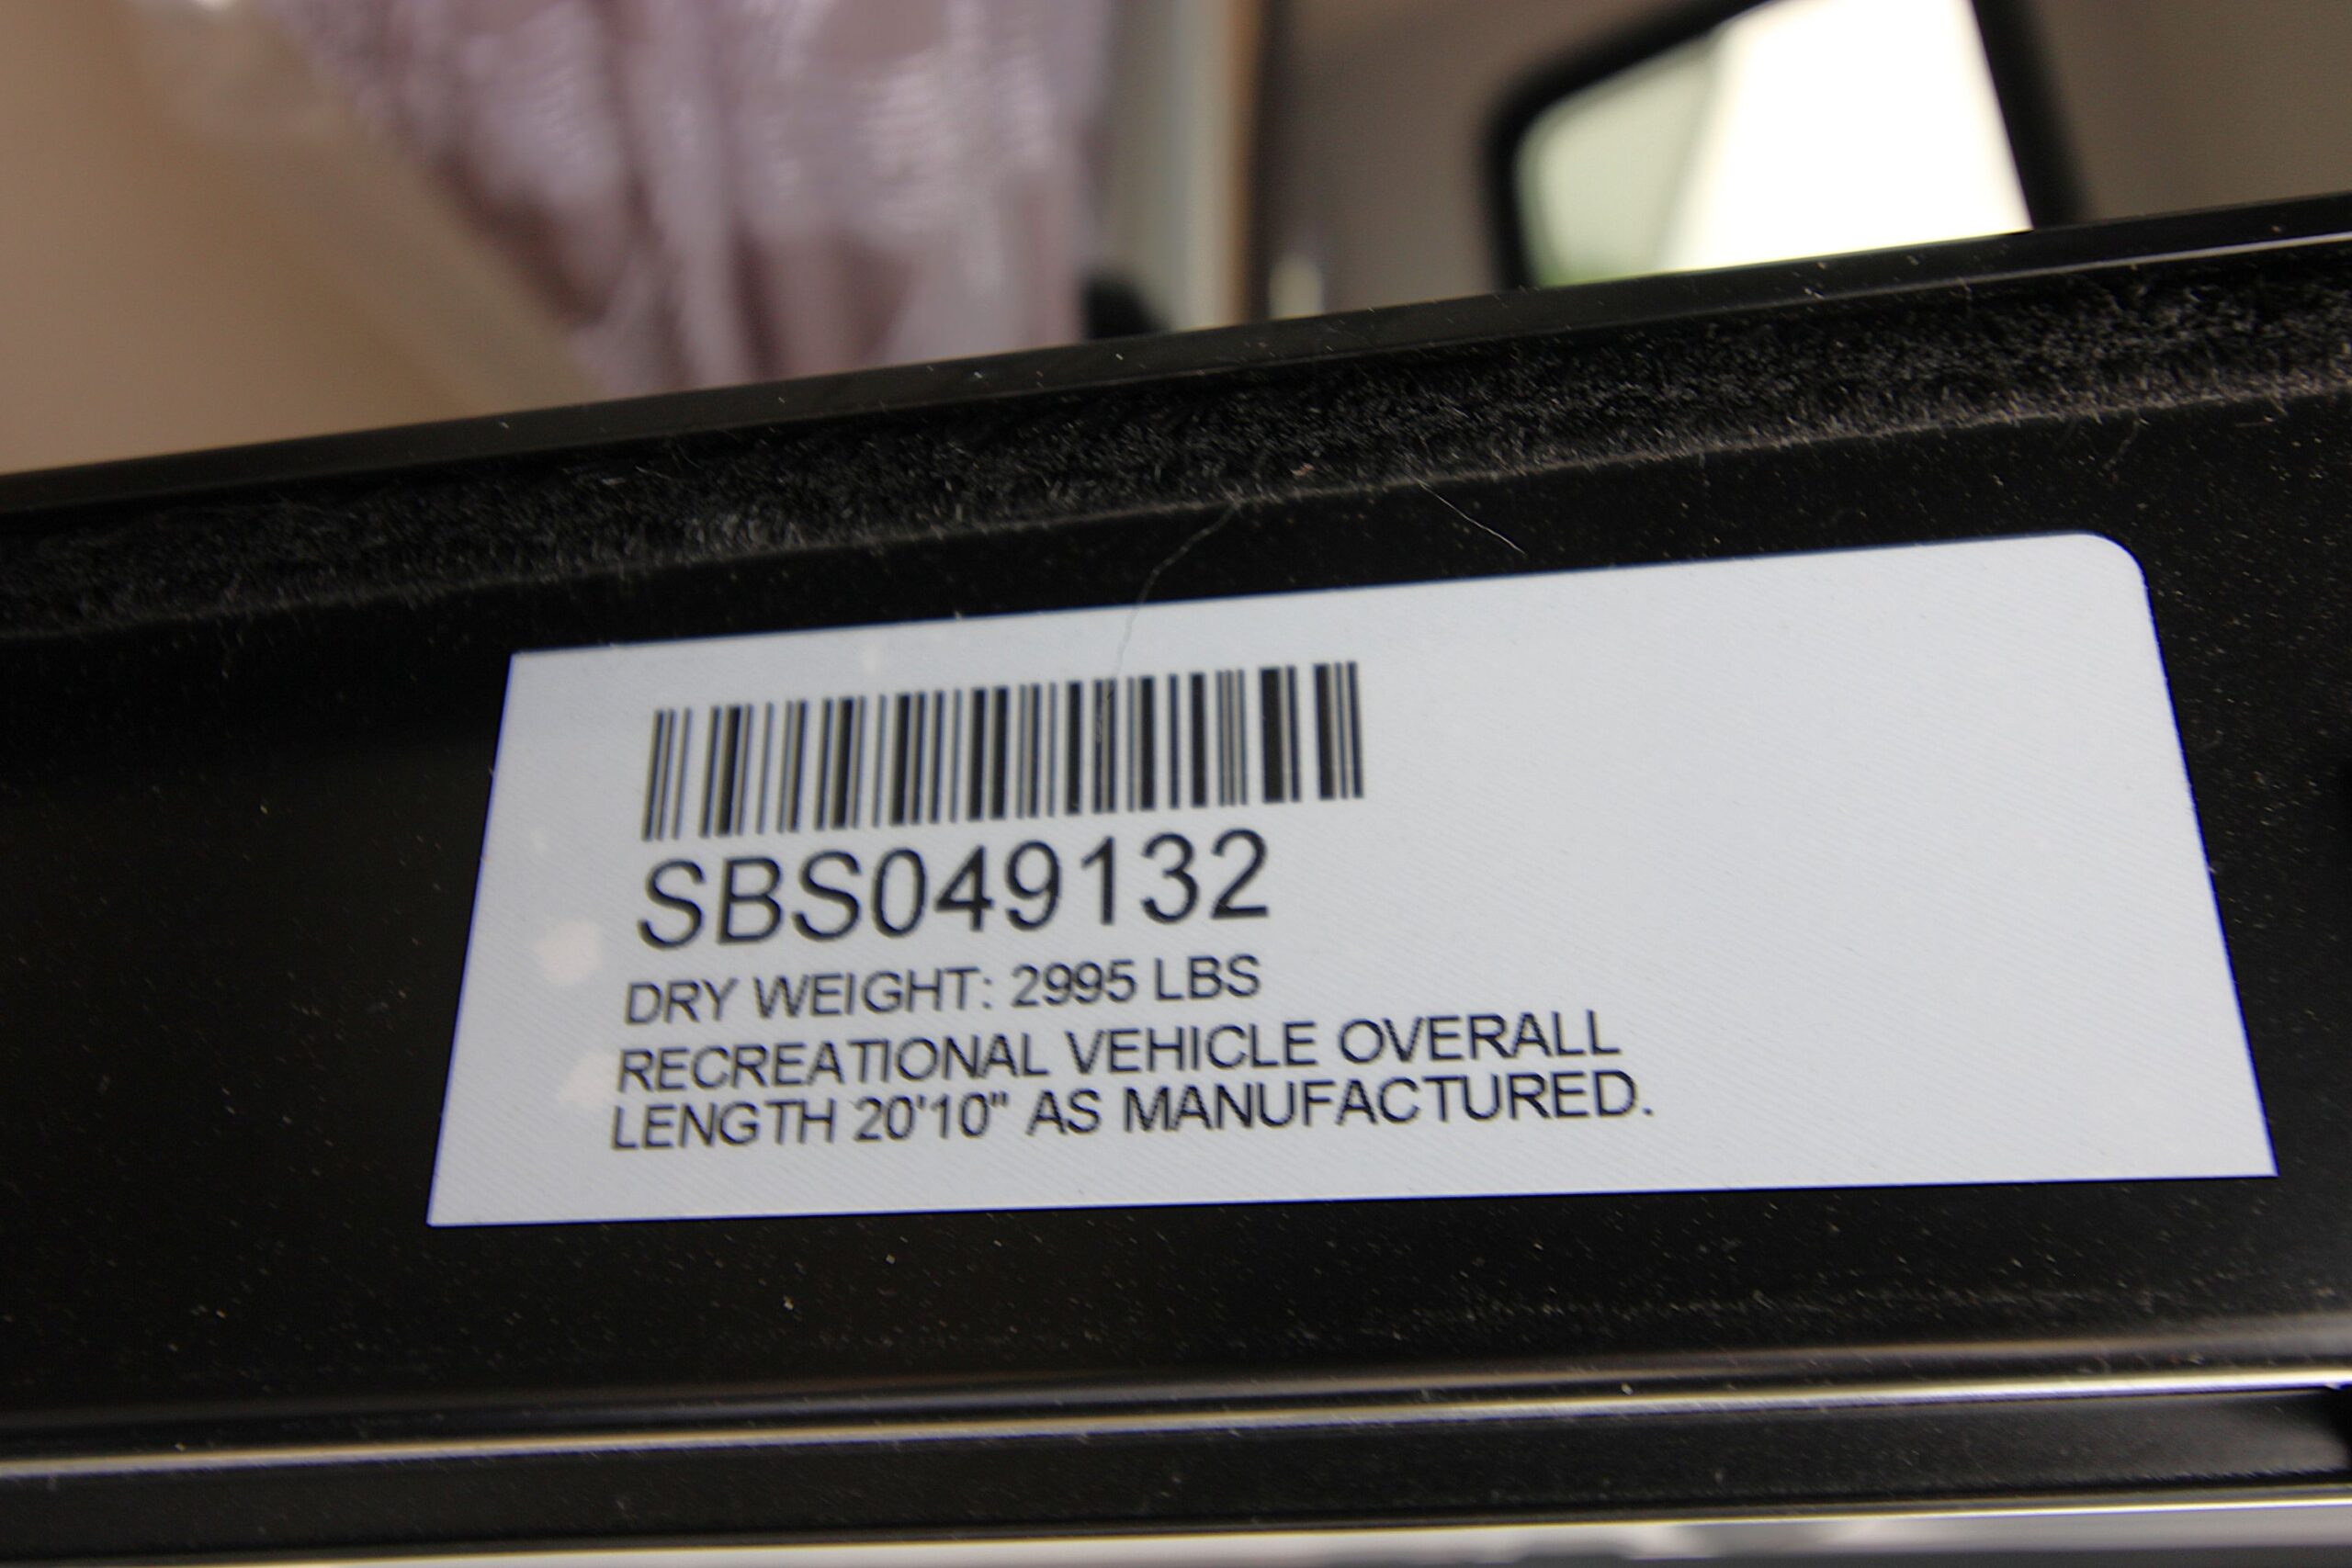 SBS049132
DRY WEIGHT: 2995 LBS
RECREATIONAL VEHICLE OVERALL
LENGTH 20'10" AS MANUFACTURED.